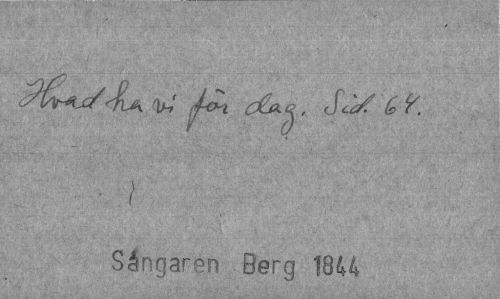 Hvad ha vi för dag. Sid. 64.
Sångaren Berg 1844